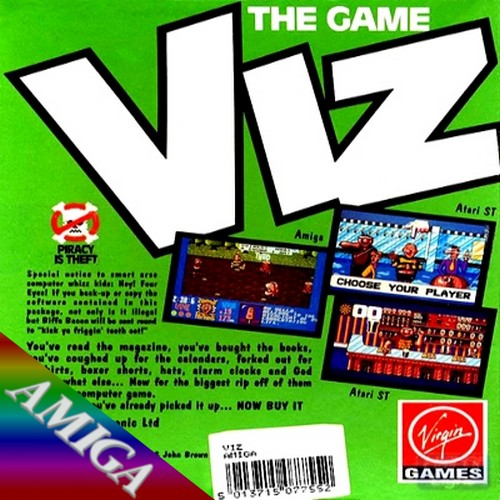 THE GAME
VIZ
Atari ST
Amiga
PIRACY
IS THEFT
CHOOSE YOUR PLAYER
Special notice to smart arse
computer whizz kids: Hey! Four
Eyes! If you back-up or copy the
software contained in this
package, not only is it illegal
but Biffa Bacon will be sent round
to "kick ya friggin' teeth out!"
You've read the magazine, you've bought the books,
you've coughed up for the calendars, forked out for
shirts, boxer shorts, hats, alarm clocks and God
what else... Now for the biggest rip off of them
computer game.
you've already picked it up... NOW BUY IT
Atari ST
Ltd
John Brown
VIZ
AMIGA
5 013715 077552
Virgin
GAMES
AMIGA